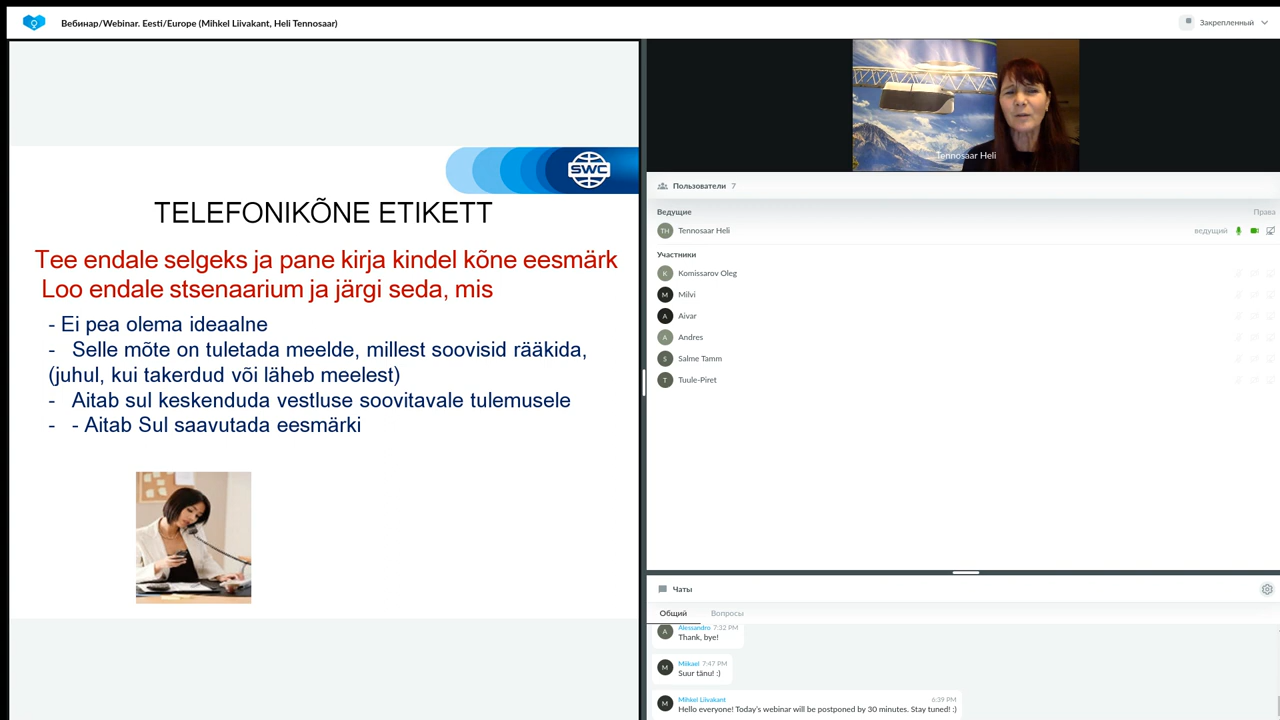 Вебинар/Webinar. Eesti/Europe (Mihkel Liivakant, Heli Tennosaar)
Закрепленный
SWC
TELEFONIKÕNE ETIKETT
Tee endale selgeks ja pane kirja kindel kõne eesmärk
Loo endale stsenaarium ja järgi seda, mis
- Ei pea olema ideaalne
- Selle mõte on tuletada meelde, millest soovisid rääkida,
(juhul, kui takerdud või läheb meelest)
- Aitab sul keskenduda vestluse soovitavale tulemusele
- - Aitab Sul saavutada eesmärki
Tennosaar Heli
Пользователи 7
Ведущие Права
TH Tennosaar Heli ведущий
Участники
K Komissarov Oleg
M Milvi
A Aivar
A Andres
S Salme Tamm
T Tuule-Piret
Чаты
Общий Вопросы
A Alessandro 7:32 PM
Thank, bye!
M Miikael 7:47 PM
Suur tänu! :)
M Mihkel Liivakant 6:39 PM
Hello everyone! Today's webinar will be postponed by 30 minutes. Stay tuned! :)